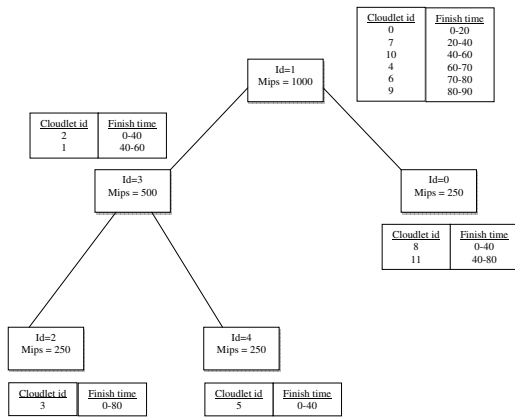 Cloudlet id Finish time
0 0-20
7 20-40
10 40-60
4 60-70
6 70-80
9 80-90
Id=1
Mips = 1000
Cloudlet id Finish time
2 0-40
1 40-60
Id=3
Mips = 500
Id=0
Mips = 250
Cloudlet id Finish time
8 0-40
11 40-80
Id=2
Mips = 250
Id=4
Mips = 250
Cloudlet id Finish time
3 0-80
Cloudlet id Finish time
5 0-40